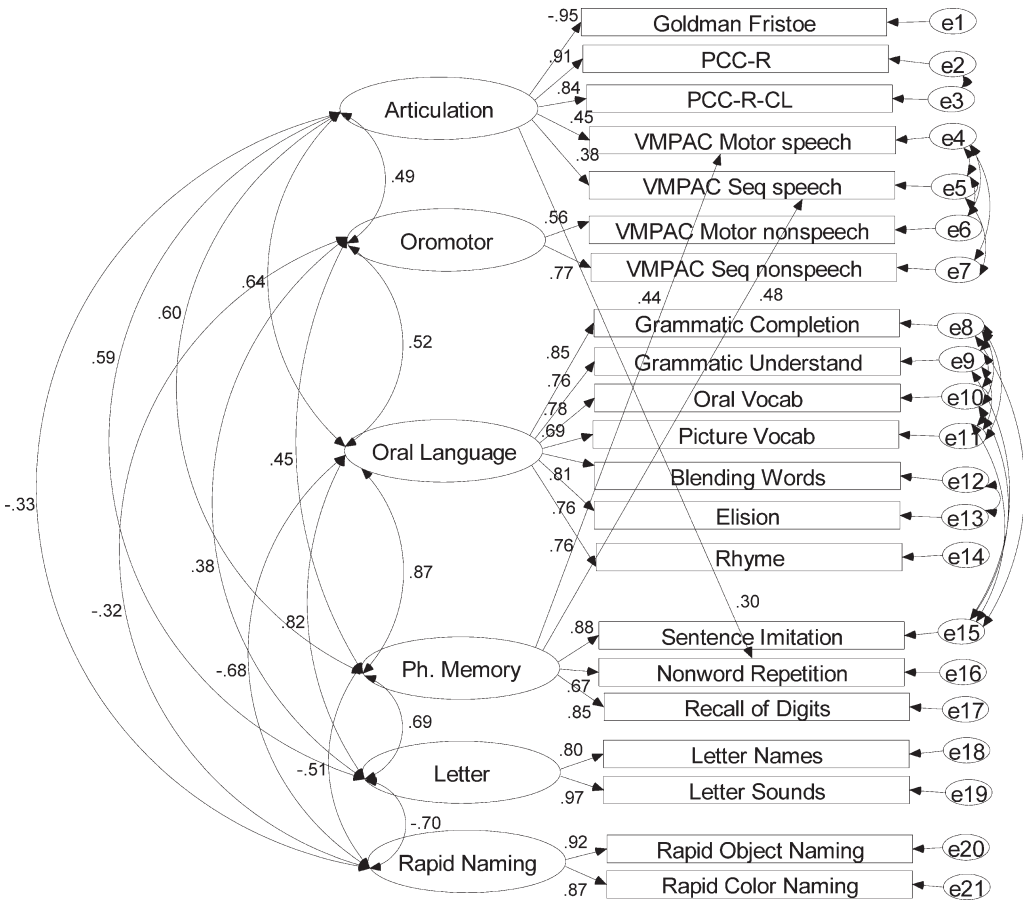 -.95 Goldman Fristoe e1
.91 PCC-R e2
Articulation .84 PCC-R-CL e3
.45 VMPAC Motor speech e4
.38 VMPAC Seq speech e5
.49
Oromotor .56 VMPAC Motor nonspeech e6
.77 VMPAC Seq nonspeech e7
.64 .44 .48
.60 Grammatic Completion e8
.59 .52 .85 Grammatic Understand e9
.76 Oral Vocab e10
.78
.69 Picture Vocab e11
Oral Language
.45 .81 Blending Words e12
-.33 .76 Elision e13
.76 Rhyme e14
.38 .87
-.32 .82 .30
.88 Sentence Imitation e15
-.68 Ph. Memory Nonword Repetition e16
.67
.85 Recall of Digits e17
.69
.80 Letter Names e18
-.51 Letter
.97 Letter Sounds e19
-.70
.92 Rapid Object Naming e20
Rapid Naming
.87 Rapid Color Naming e21